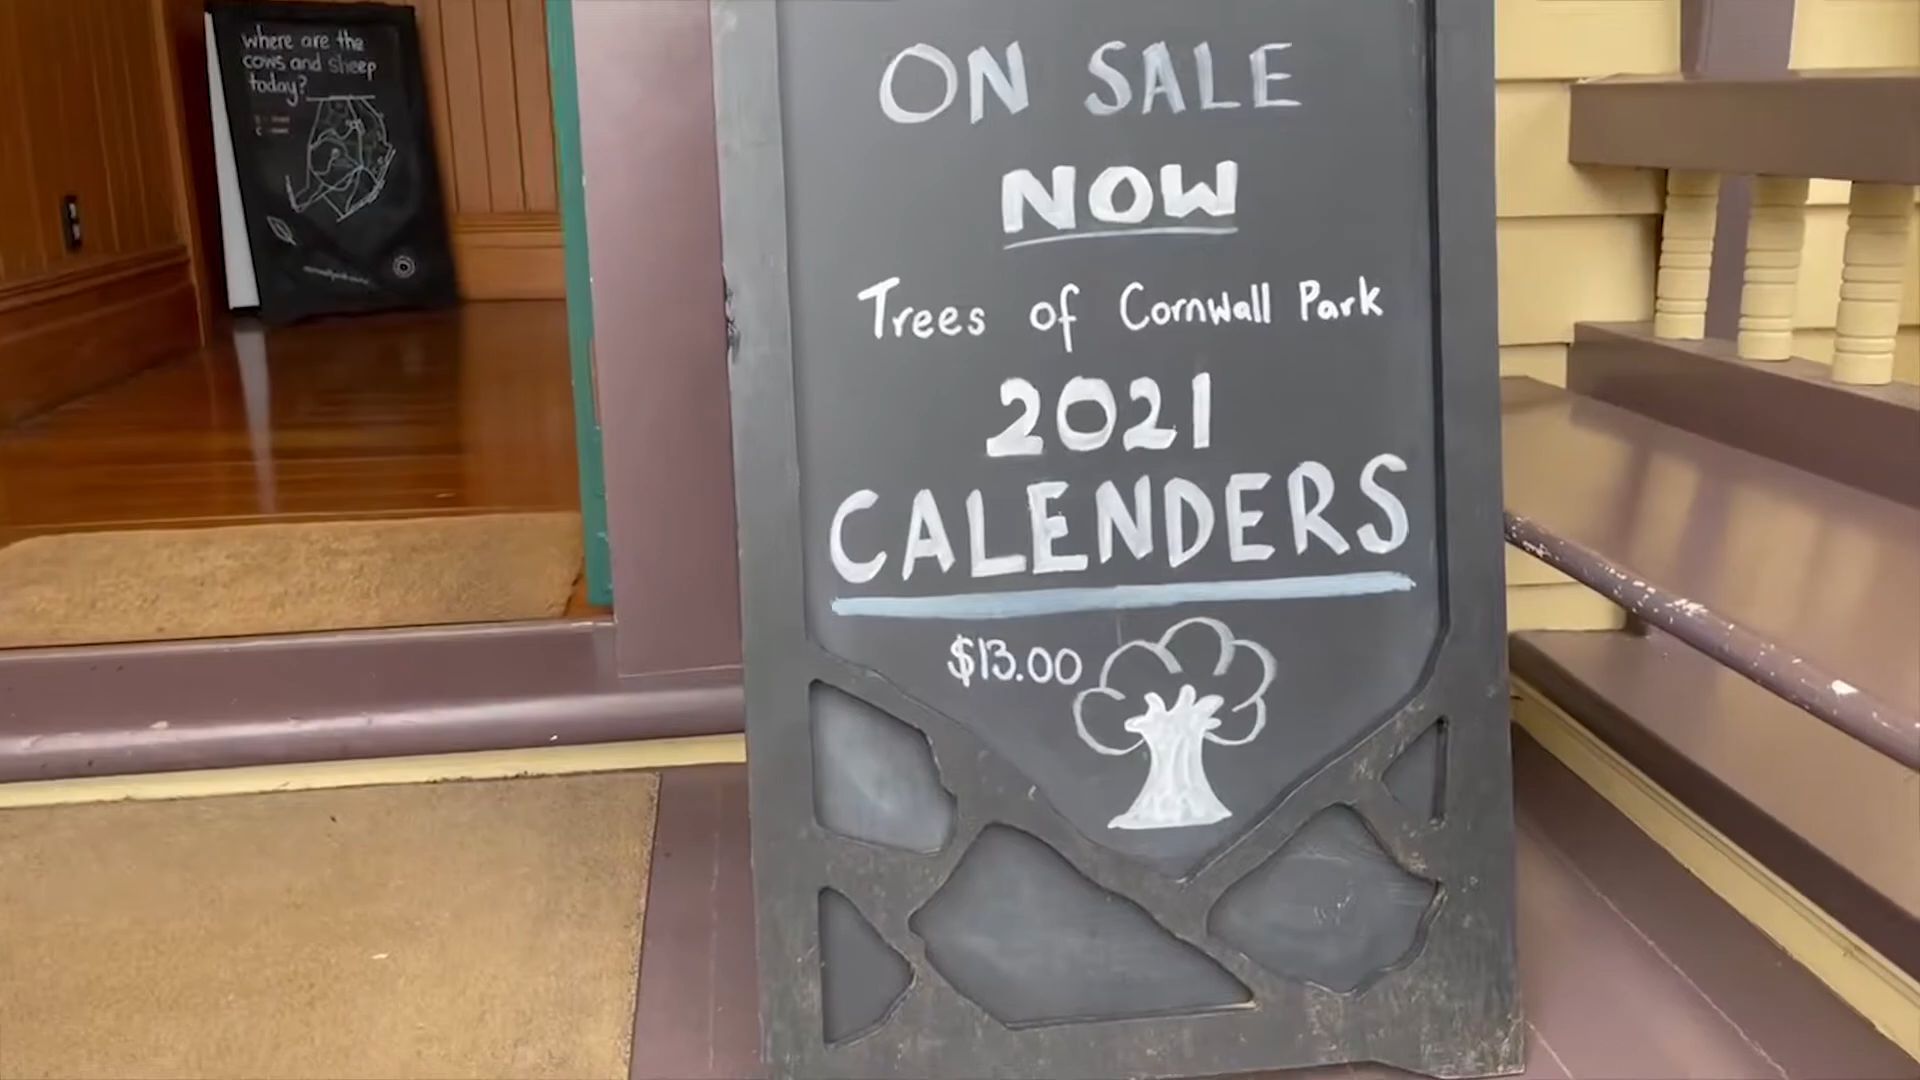 where are the
cows and sheep
today?
ON SALE
NOW
Trees of Cornwall Park
2021
CALENDERS
$13.00